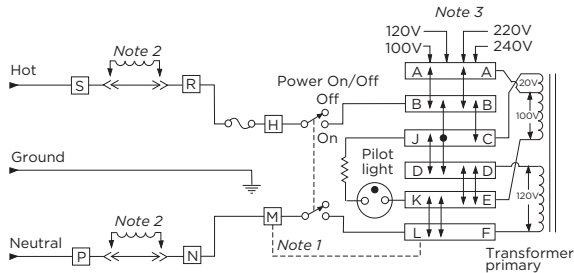 Note 3
120V
220V
100V
240V
Note 2
Hot
S
R
Power On/Off
Off
On
H
A
A
B
B
J
C
D
D
K
E
L
F
20V
100V
120V
Ground
Pilot
light
Note 2
Neutral
P
N
M
Note 1
Transformer
primary